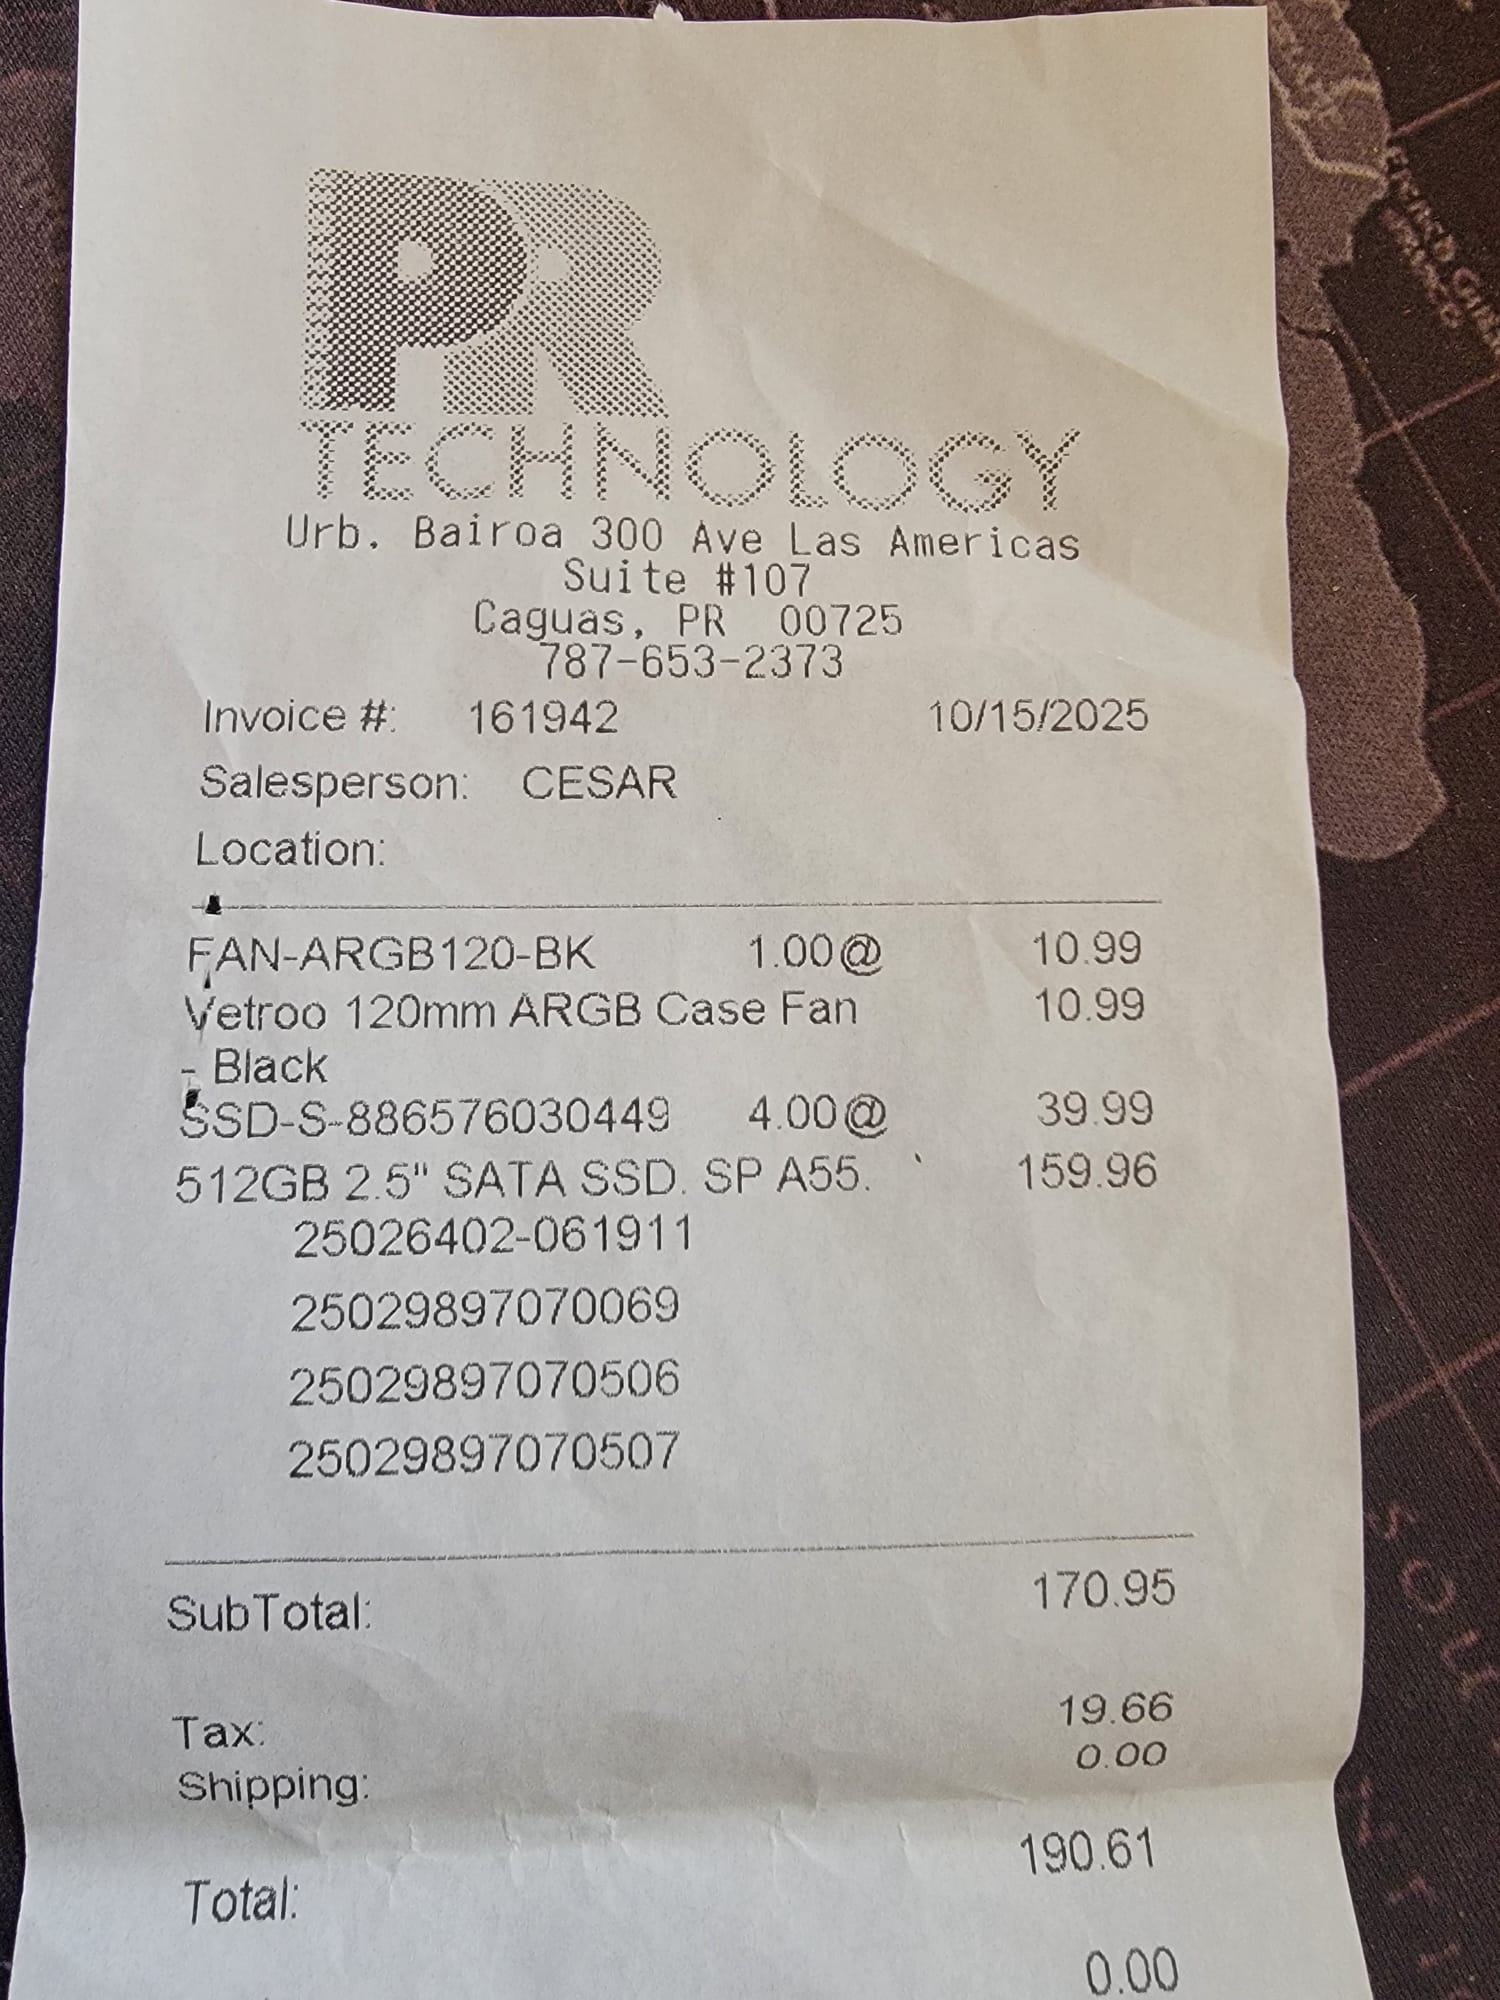 PR
TECHNOLOGY
Urb. Bairoa 300 Ave Las Americas
Suite #107
Caguas, PR 00725
787-653-2373
Invoice #: 161942 10/15/2025
Salesperson: CESAR
Location:
FAN-ARGB120-BK 1.00@ 10.99
Vetroo 120mm ARGB Case Fan 10.99
- Black
SSD-S-886576030449 4.00@ 39.99
512GB 2.5" SATA SSD. SP A55. 159.96
25026402-061911
25029897070069
25029897070506
25029897070507
SubTotal: 170.95
Tax: 19.66
Shipping: 0.00
Total: 190.61
0.00